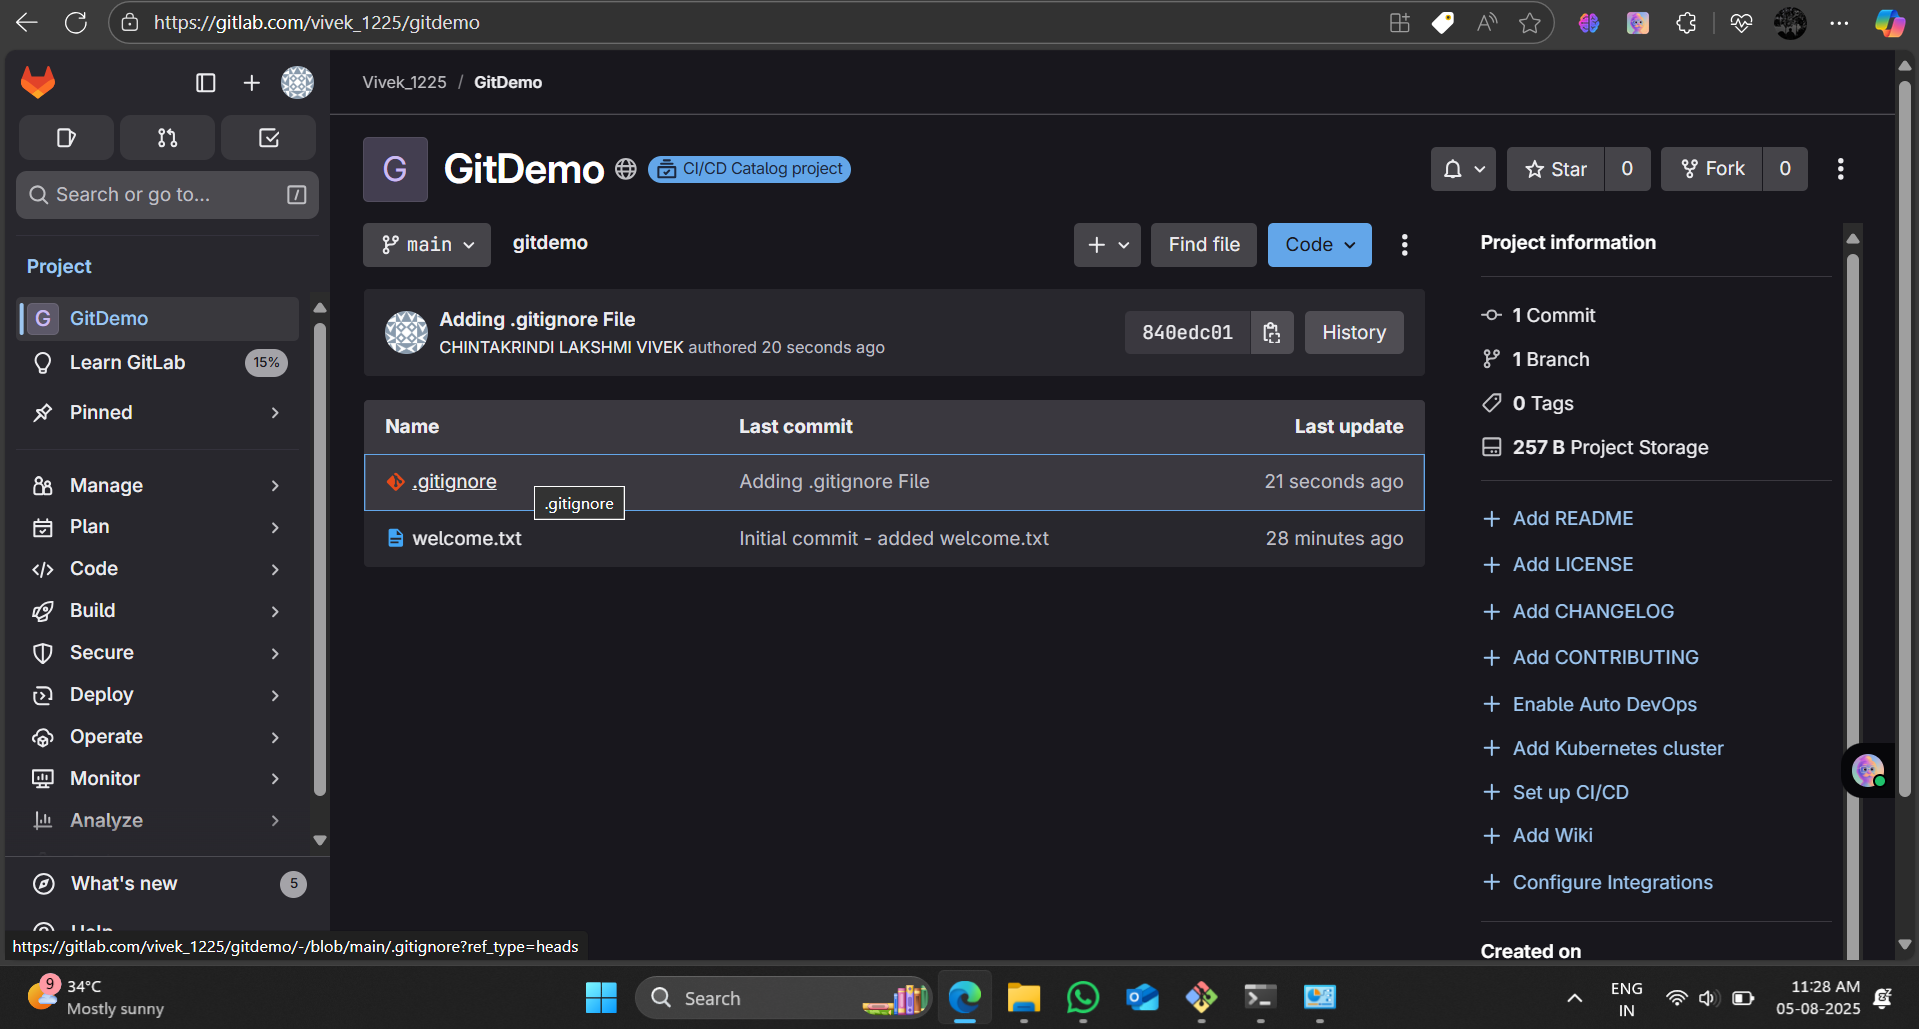 https://gitlab.com/vivek_1225/gitdemo
Vivek_1225 / GitDemo
Search or go to...
/
Project
G GitDemo
Learn GitLab 15%
Pinned
Manage
Plan
Code
Build
Secure
Deploy
Operate
Monitor
Analyze
What's new 5
Help
G GitDemo CI/CD Catalog project
Star 0 Fork 0
main gitdemo
Find file Code
Adding .gitignore File
CHINTAKRINDI LAKSHMI VIVEK authored 20 seconds ago
840edc01 History
Name Last commit Last update
.gitignore Adding .gitignore File 21 seconds ago
.gitignore
welcome.txt Initial commit - added welcome.txt 28 minutes ago
Project information
1 Commit
1 Branch
0 Tags
257 B Project Storage
Add README
Add LICENSE
Add CHANGELOG
Add CONTRIBUTING
Enable Auto DevOps
Add Kubernetes cluster
Set up CI/CD
Add Wiki
Configure Integrations
Created on
https://gitlab.com/vivek_1225/gitdemo/-/blob/main/.gitignore?ref_type=heads
9
34°C
Mostly sunny
Search
ENG
IN
11:28 AM
05-08-2025